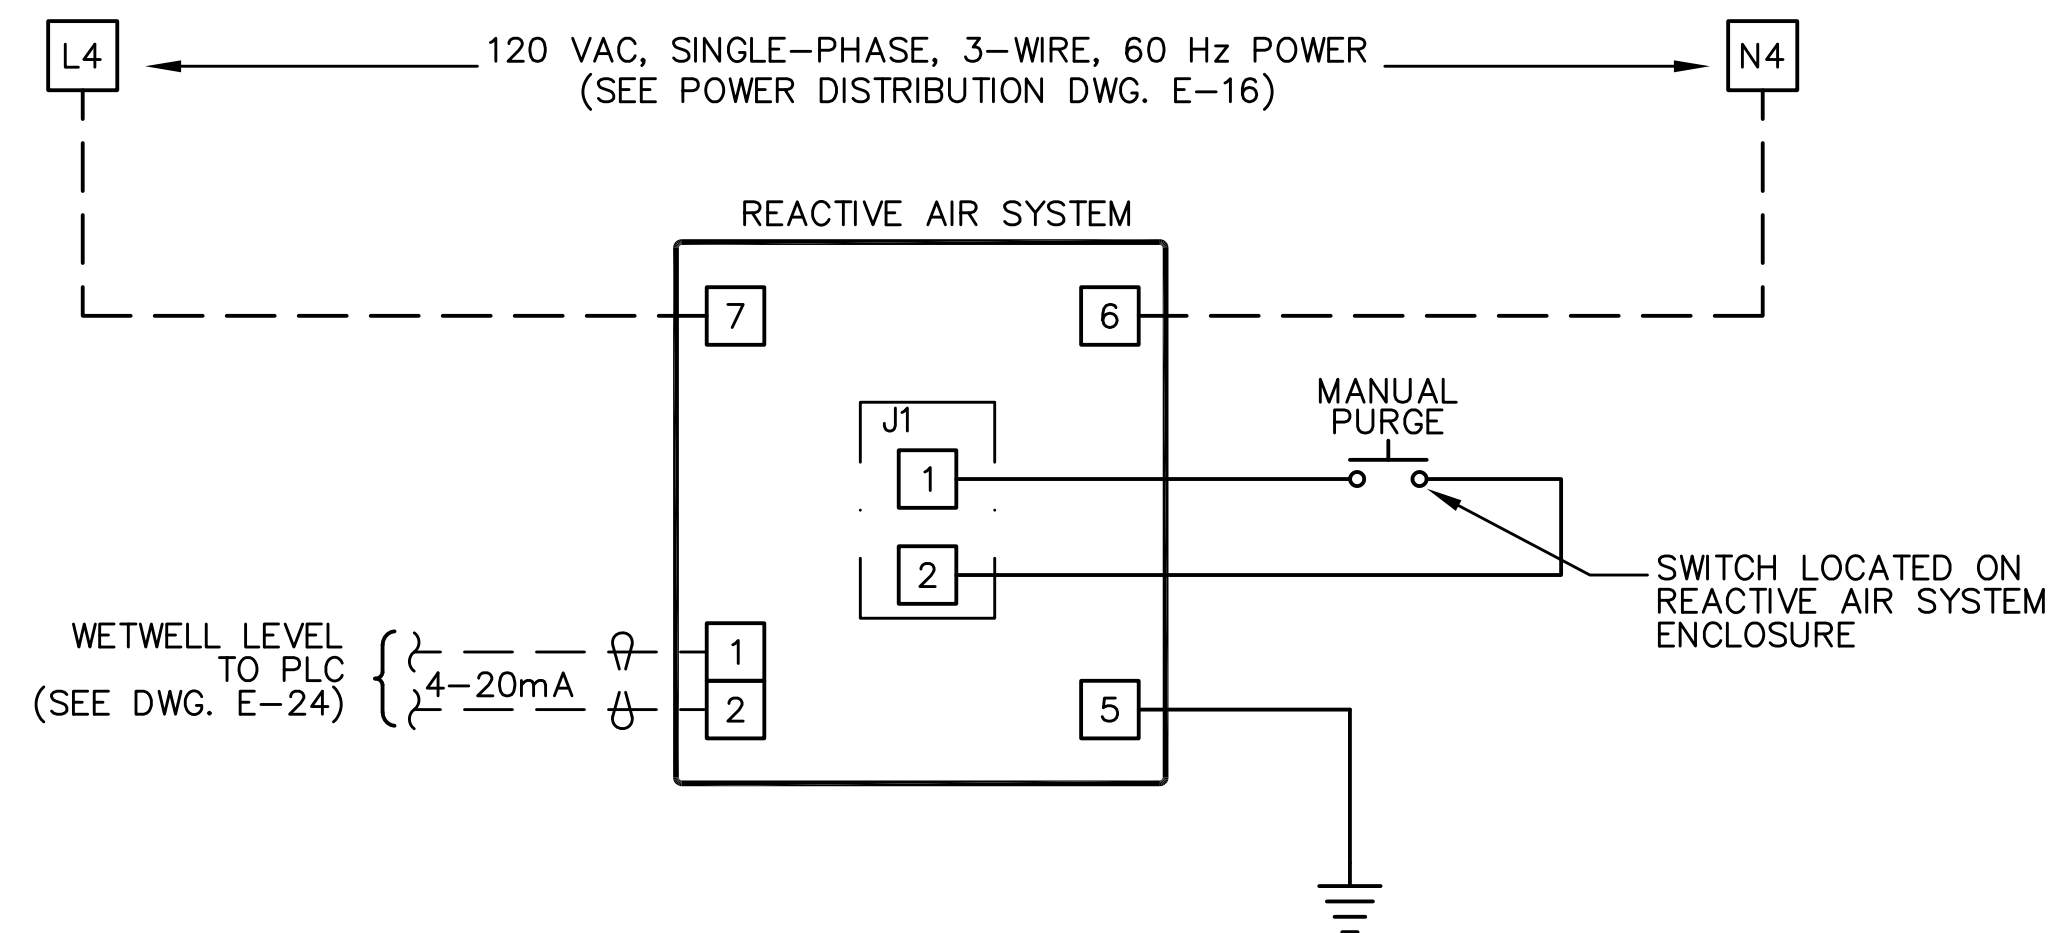 L4
120 VAC, SINGLE-PHASE, 3-WIRE, 60 Hz POWER
(SEE POWER DISTRIBUTION DWG. E-16)
N4
REACTIVE AIR SYSTEM
7
6
MANUAL
PURGE
J1
1
2
SWITCH LOCATED ON
REACTIVE AIR SYSTEM
ENCLOSURE
WETWELL LEVEL
TO PLC
(SEE DWG. E-24)
4-20mA
1
2
5